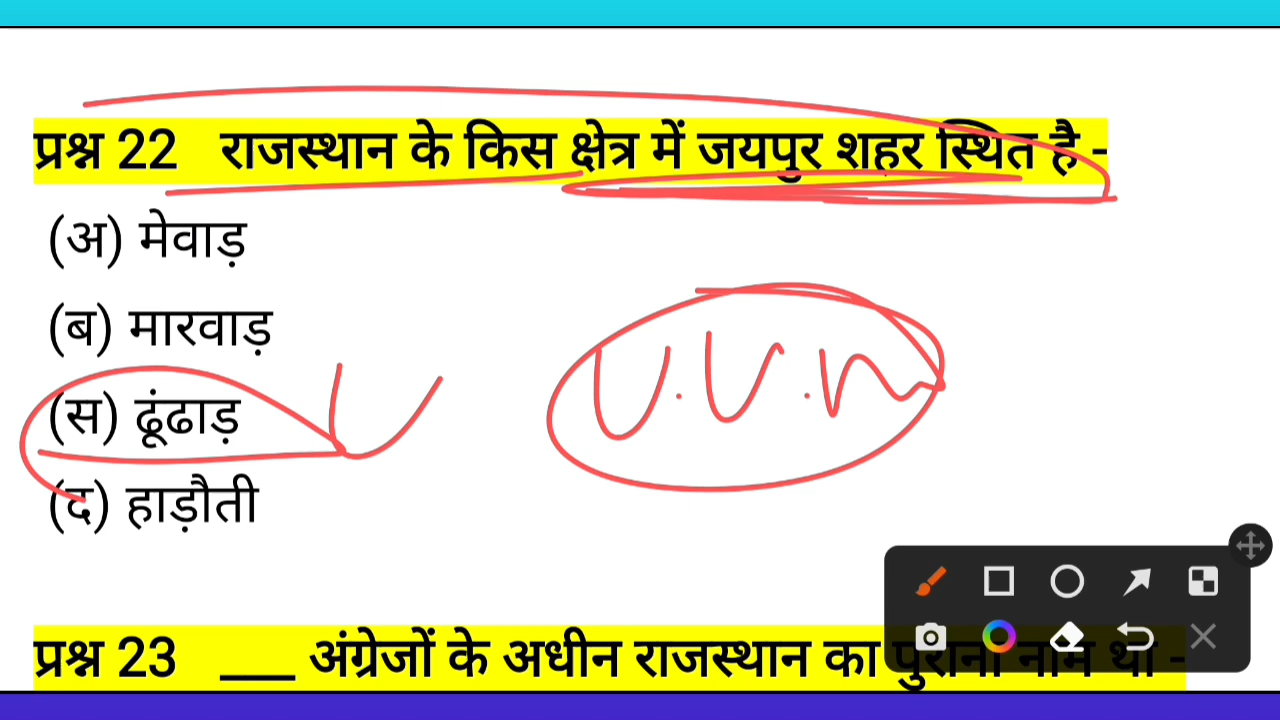 प्रश्न 22 राजस्थान के किस क्षेत्र में जयपुर शहर स्थित है -
(अ) मेवाड़
(ब) मारवाड़
(स) ढूंढाड़
(द) हाड़ौती
प्रश्न 23 ___ अंग्रेजों के अधीन राजस्थान का पुराना नाम था -